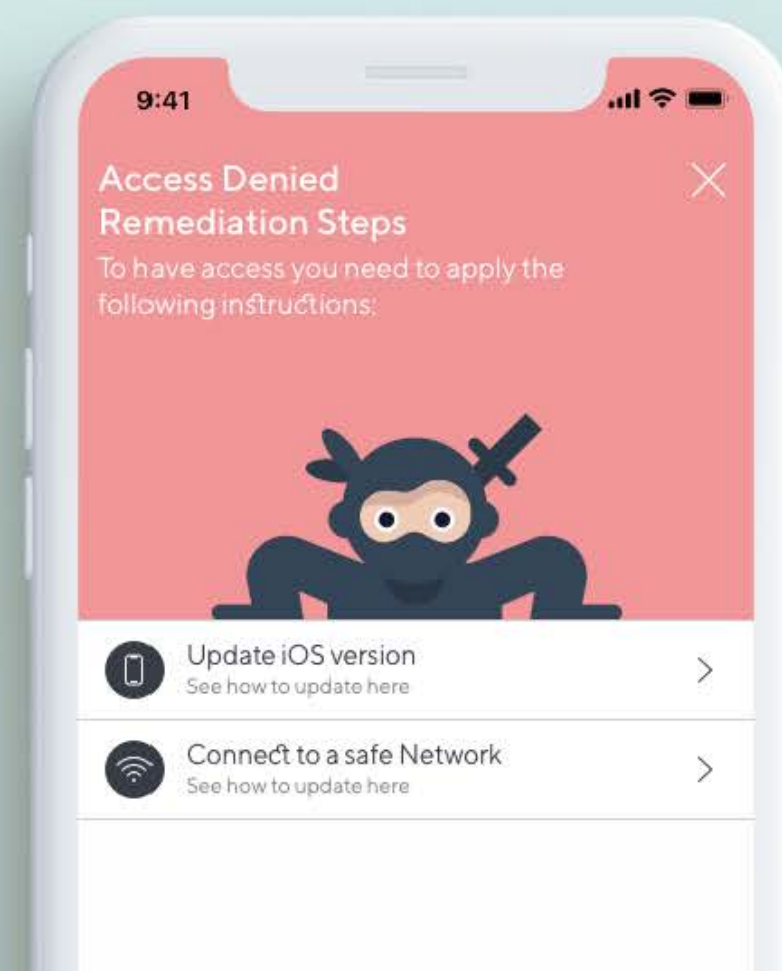 9:41
Access Denied
Remediation Steps
To have access you need to apply the
following instructions:
Update iOS version
See how to update here
Connect to a safe Network
See how to update here